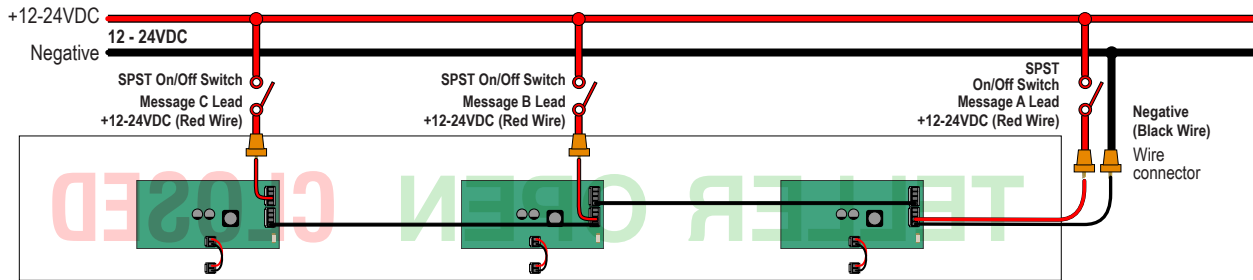 +12-24VDC
12 - 24VDC
Negative
SPST On/Off Switch
Message C Lead
+12-24VDC (Red Wire)
SPST On/Off Switch
Message B Lead
+12-24VDC (Red Wire)
SPST
On/Off Switch
Message A Lead
+12-24VDC (Red Wire)
Negative
(Black Wire)
Wire
connector
CLOSED
OPEN
TELLER